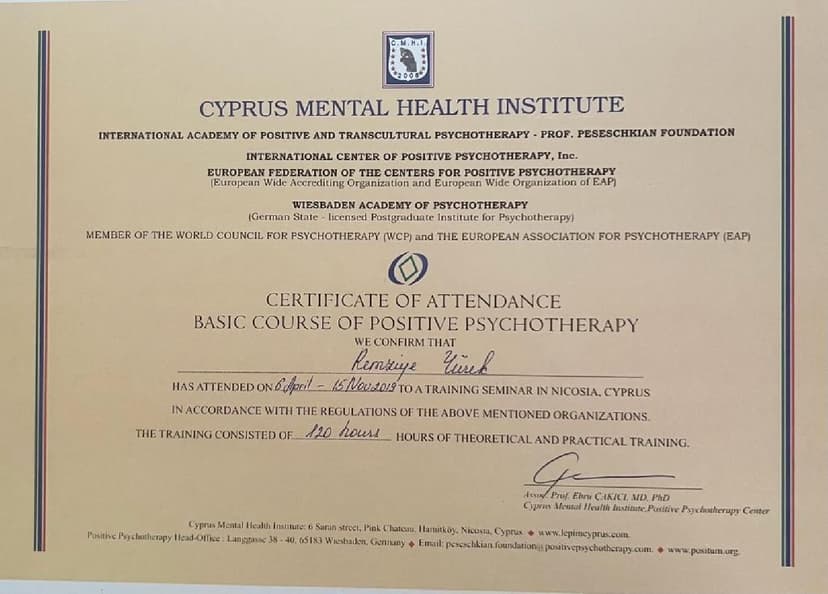 C.M.H.I.
2008
CYPRUS MENTAL HEALTH INSTITUTE
INTERNATIONAL ACADEMY OF POSITIVE AND TRANSCULTURAL PSYCHOTHERAPY - PROF. PESESCHKIAN FOUNDATION
INTERNATIONAL CENTER OF POSITIVE PSYCHOTHERAPY, Inc.
EUROPEAN FEDERATION OF THE CENTERS FOR POSITIVE PSYCHOTHERAPY
(European Wide Accrediting Organization and European Wide Organization of EAP)
WIESBADEN ACADEMY OF PSYCHOTHERAPY
(German State - licensed Postgraduate Institute for Psychotherapy)
MEMBER OF THE WORLD COUNCIL FOR PSYCHOTHERAPY (WCP) and THE EUROPEAN ASSOCIATION FOR PSYCHOTHERAPY (EAP)
CERTIFICATE OF ATTENDANCE
BASIC COURSE OF POSITIVE PSYCHOTHERAPY
WE CONFIRM THAT
Remziye Yürek
HAS ATTENDED ON 6 April - 15 Nov 2019 TO A TRAINING SEMINAR IN NICOSIA, CYPRUS
IN ACCORDANCE WITH THE REGULATIONS OF THE ABOVE MENTIONED ORGANIZATIONS.
THE TRAINING CONSISTED OF 120 hours HOURS OF THEORETICAL AND PRACTICAL TRAINING.
Assoc. Prof. Ebru ÇAKICI, MD, PhD
Cyprus Mental Health Institute, Positive Psychotherapy Center
Cyprus Mental Health Institute: 6 Saran street, Pink Chateau, Hamitköy, Nicosia, Cyprus ◆ www.lepimcyprus.com.
Positive Psychotherapy Head-Office : Langgasse 38 - 40, 65183 Wiesbaden, Germany ◆ Email: peseschkian.foundation@positivepsychotherapy.com. ◆ www.positum.org.